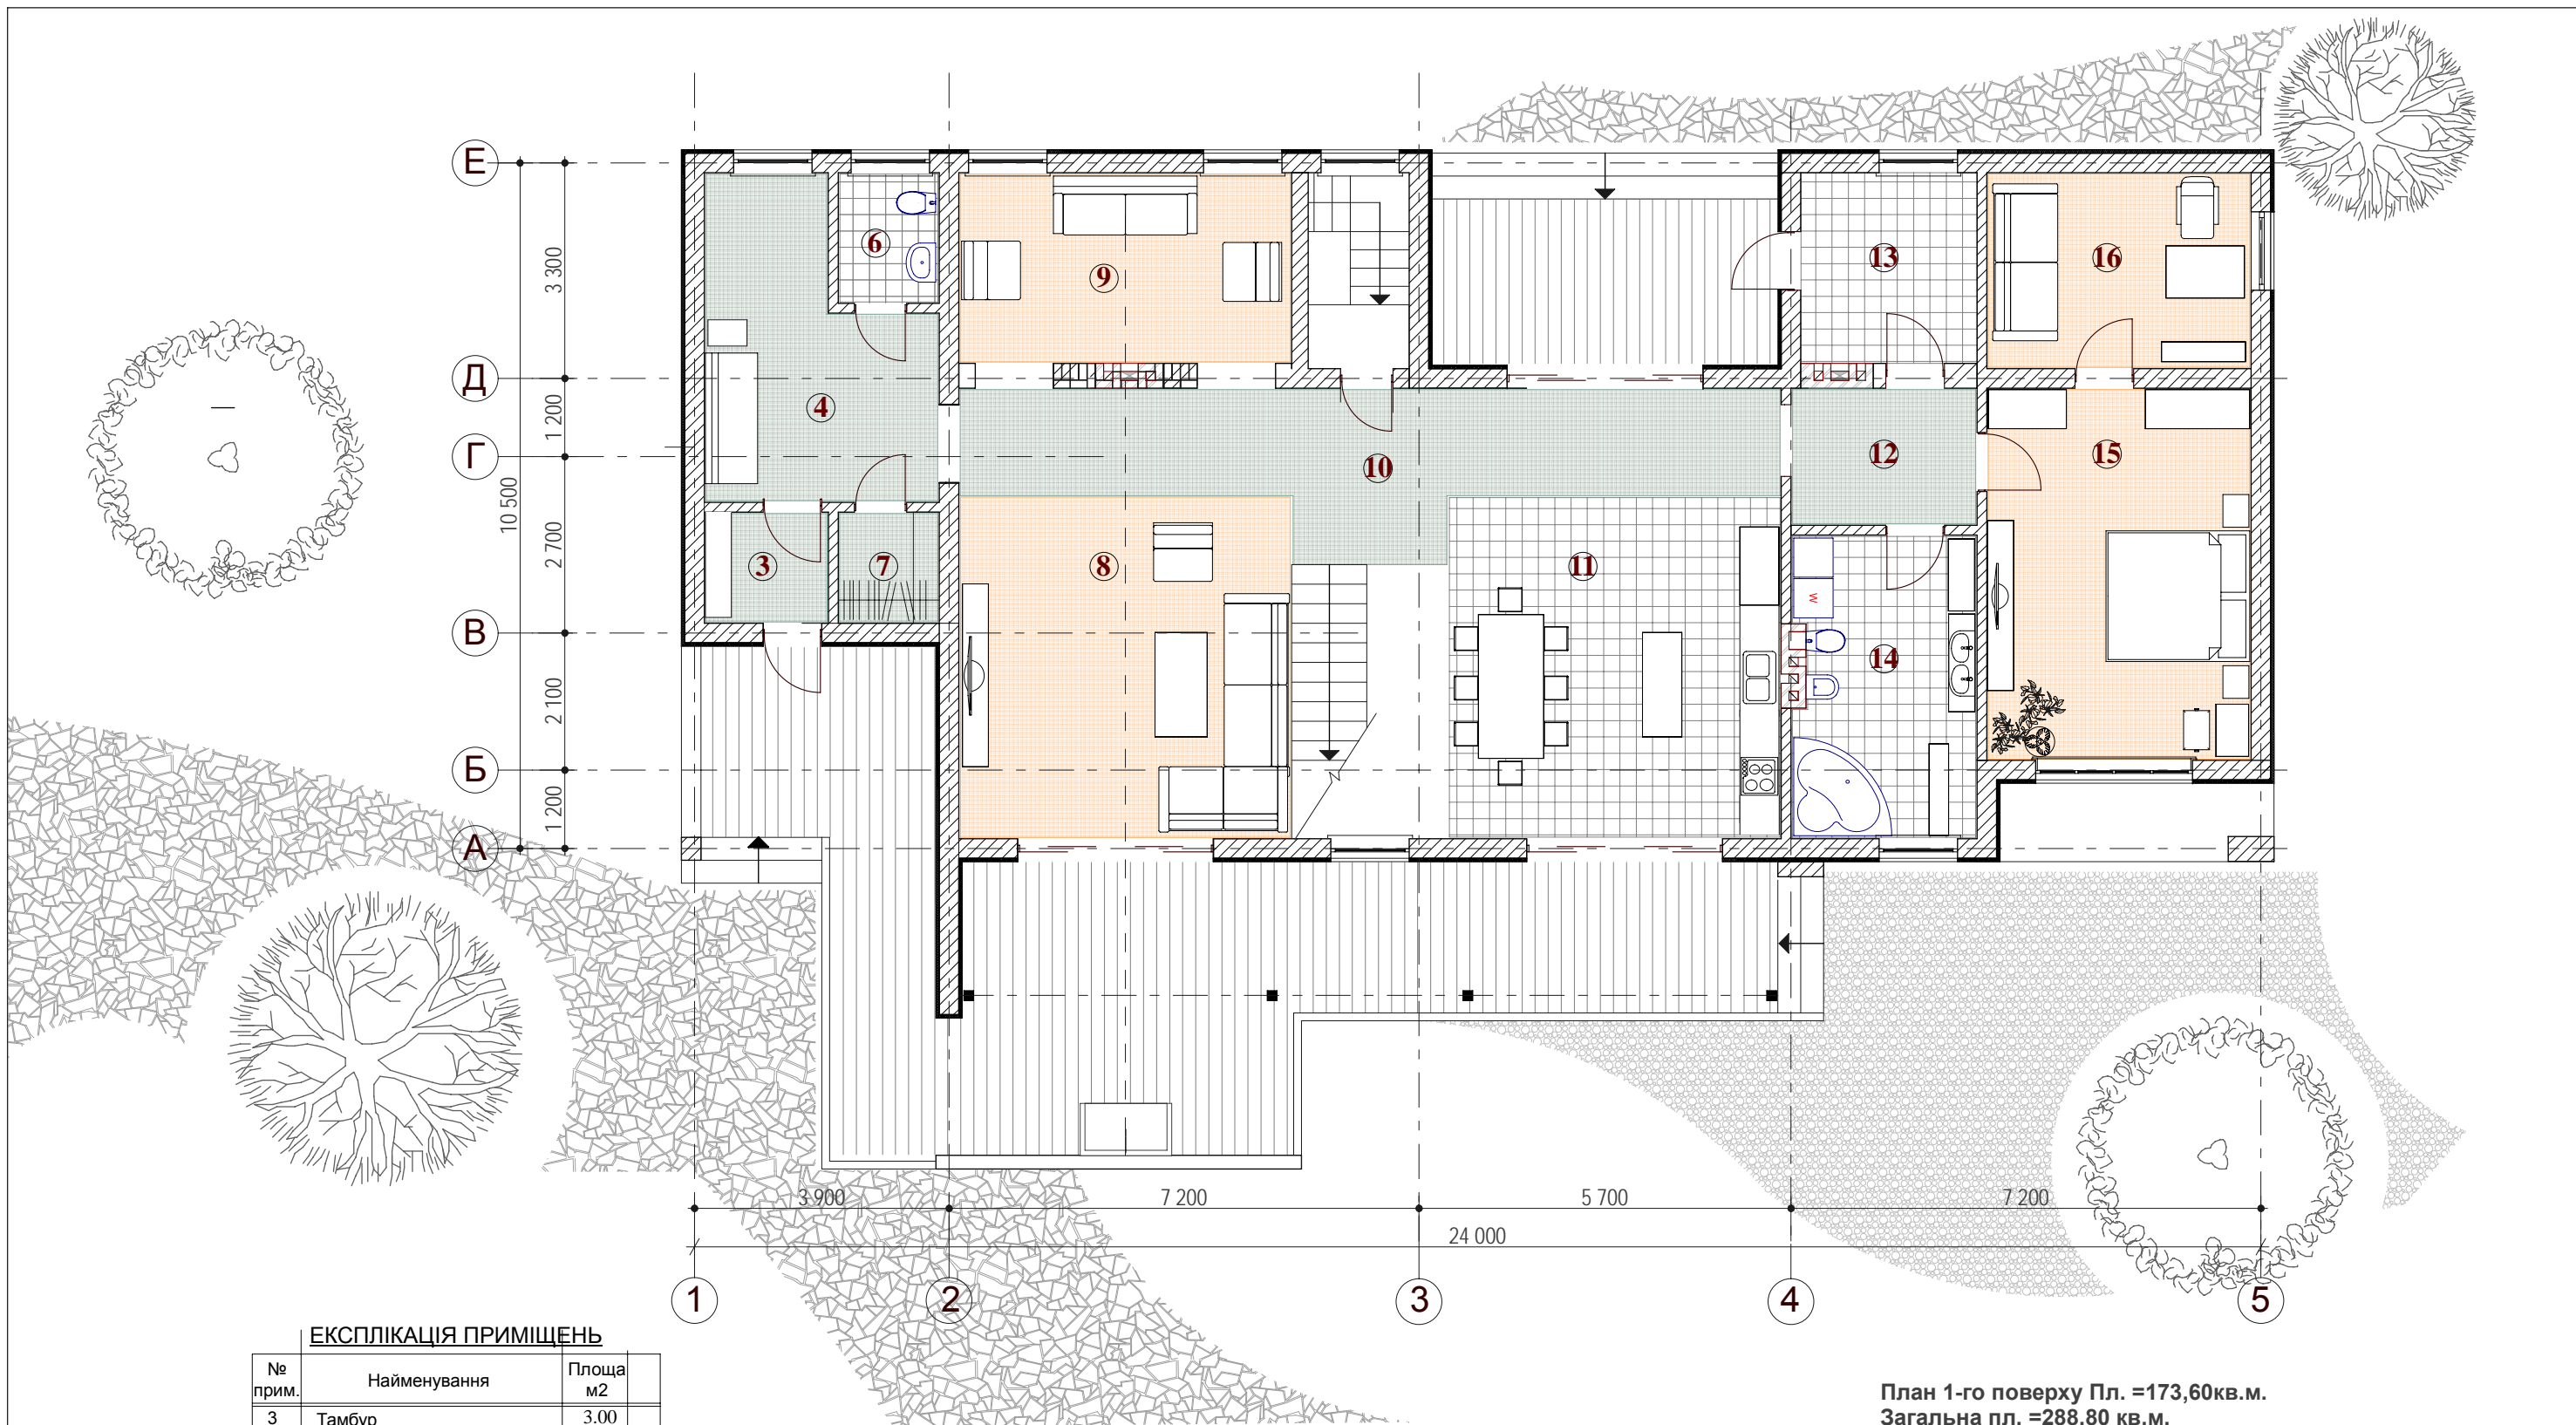 Е
Д
Г
В
Б
А
3 300
1 200
2 700
2 100
1 200
10 500
6
9
13
16
4
10
12
15
3
7
8
11
14
W
3 900
7 200
5 700
7 200
24 000
1
2
3
4
5
ЕКСПЛІКАЦІЯ ПРИМІЩЕНЬ
№ прим.
Найменування
Площа м2
3 Тамбур 3.00
План 1-го поверху Пл. =173,60кв.м.
Загальна пл. =288.80 кв.м.